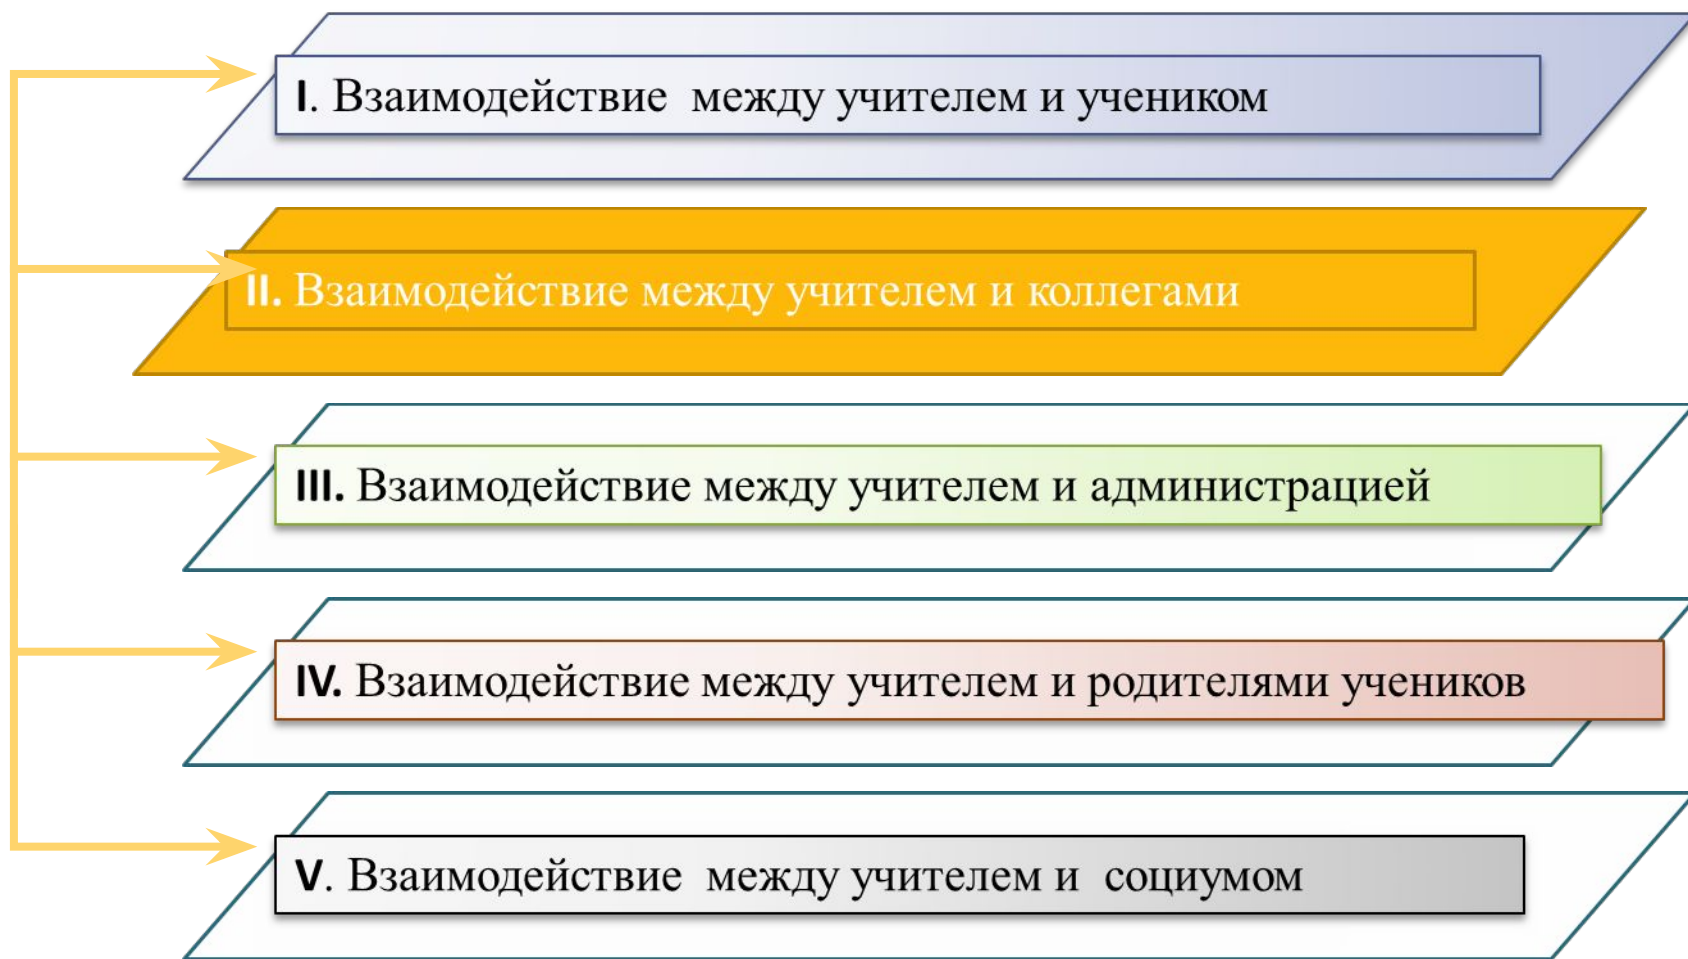 I. Взаимодействие между учителем и учеником
II. Взаимодействие между учителем и коллегами
III. Взаимодействие между учителем и администрацией
IV. Взаимодействие между учителем и родителями учеников
V. Взаимодействие между учителем и социумом